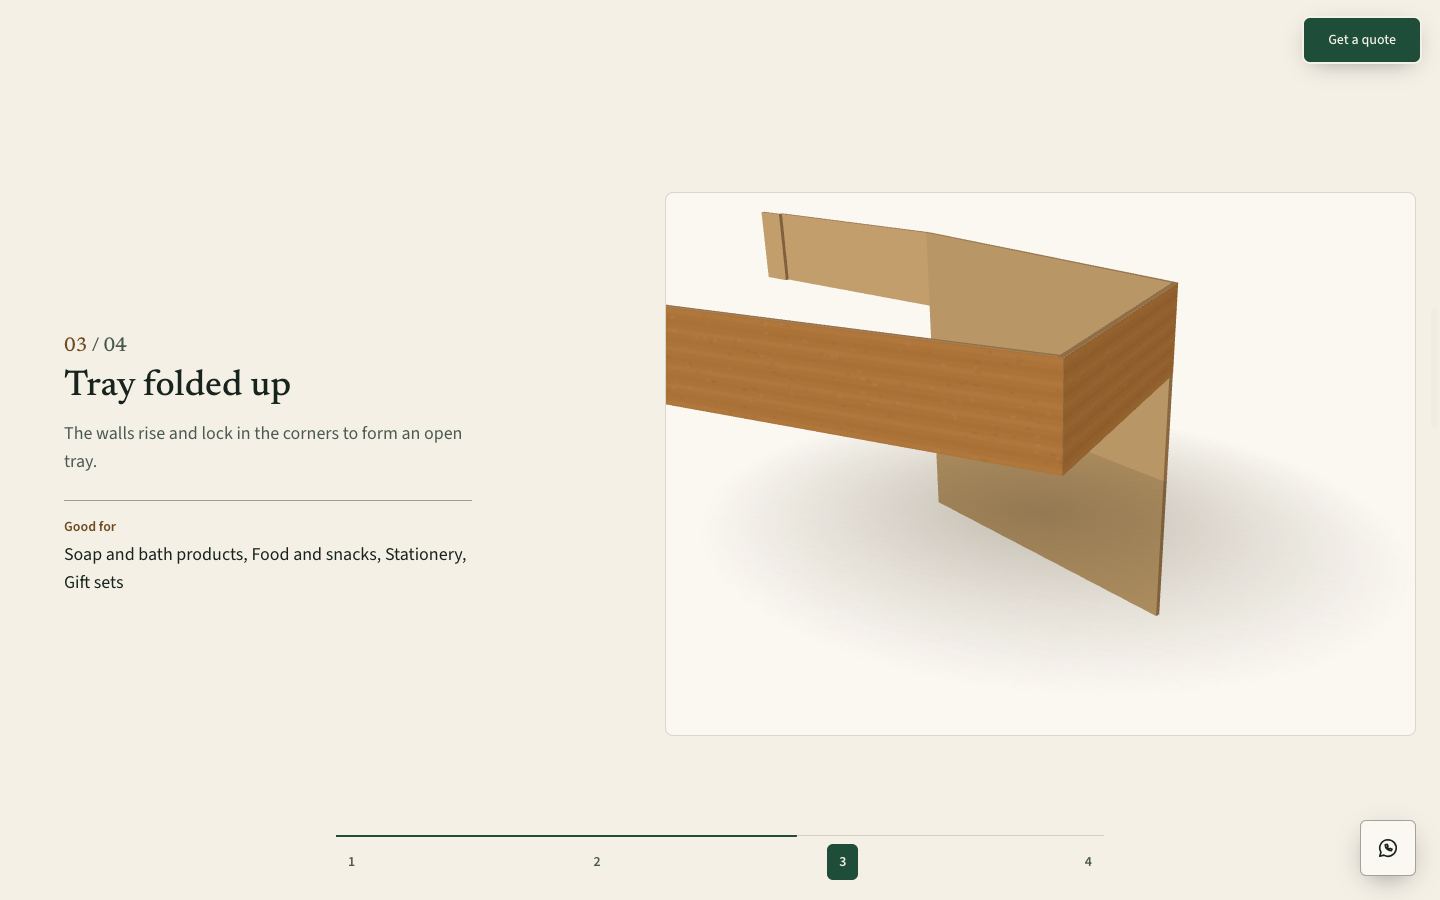 Get a quote
03 / 04
Tray folded up
The walls rise and lock in the corners to form an open
tray.
Good for
Soap and bath products, Food and snacks, Stationery,
Gift sets
1
2
3
4